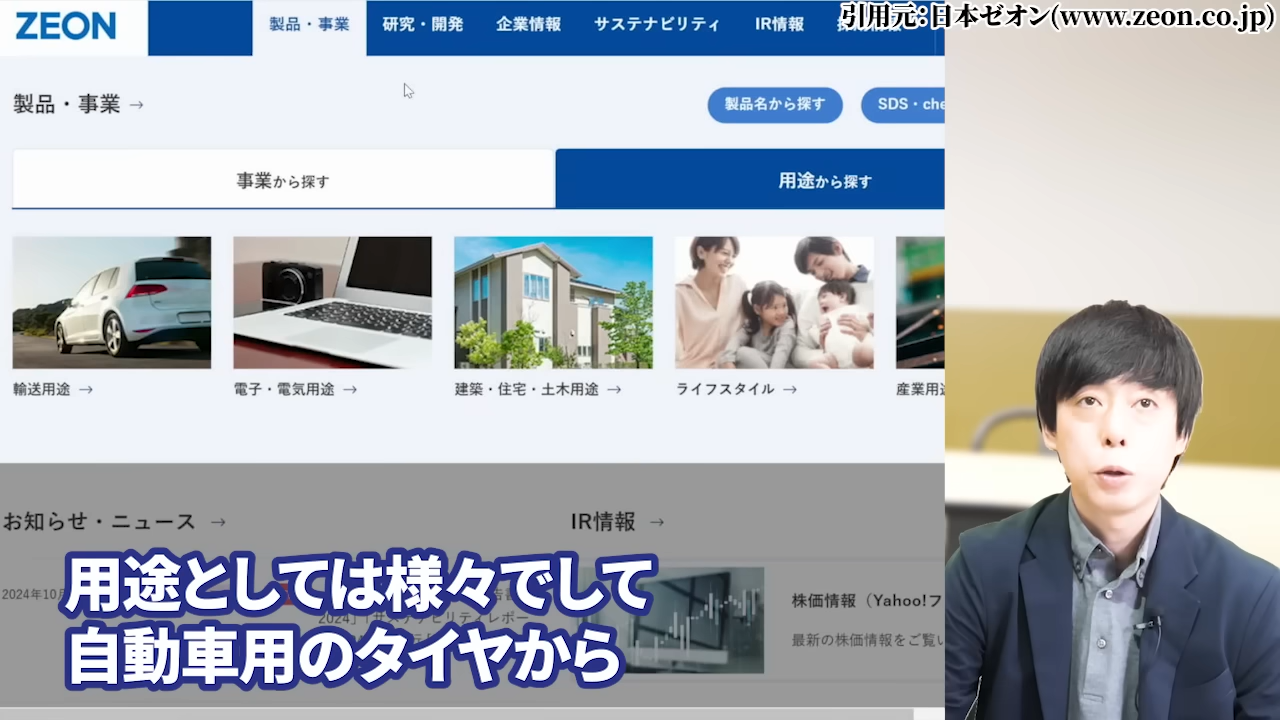 引用元：日本ゼオン(www.zeon.co.jp)
ZEON
製品・事業
研究・開発
企業情報
サステナビリティ
IR情報
製品・事業 →
製品名から探す
SDS・che
事業から探す
用途から探す
輸送用途 →
電子・電気用途 →
建築・住宅・土木用途 →
ライフスタイル →
産業用途
お知らせ・ニュース →
IR情報 →
2024年10月
株価情報（Yahoo!フ
最新の株価情報をご覧い
用途としては様々でして
自動車用のタイヤから